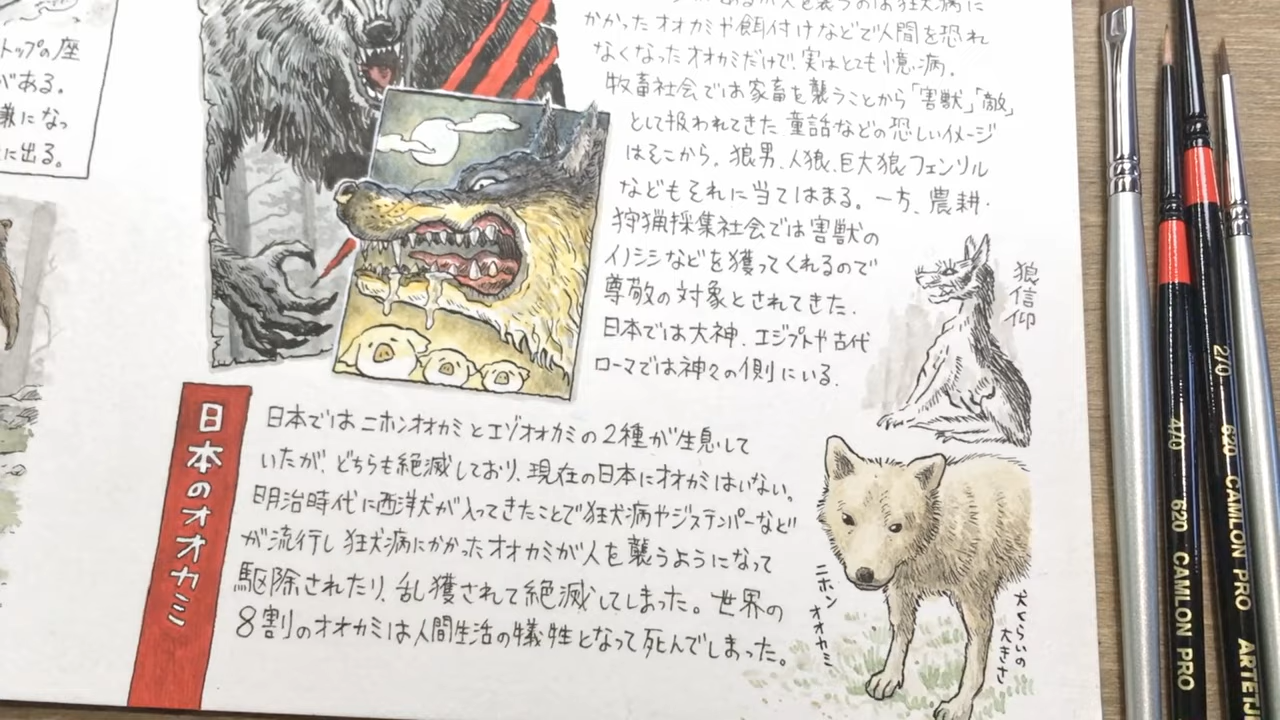 トップの座
がある。
義になっ
に出る。
人を襲うのは狂犬病に
かかったオオカミや餌付けなどで人間を恐れ
なくなったオオカミだけで、実はとても憶病.
牧畜社会では家畜を襲うことから「害獣」「敵」
として扱われてきた 童話などの恐しいイメージ
はそこから。狼男、人狼、巨大狼フェンリル
などもそれに当てはまる。一方、農耕・
狩猟採集社会では害獣の
イノシシなどを獲ってくれるので
尊敬の対象とされてきた.
日本では大神、エジプトや古代
ローマでは神々の側にいる.
狼信仰
日本のオオカミ
日本ではニホンオオカミとエゾオオカミの2種が生息して
いたが、どちらも絶滅しており、現在の日本にオオカミはいない。
明治時代に西洋犬が入ってきたことで狂犬病やジステンパーなど
が流行し狂犬病にかかったオオカミが人を襲うようになって
駆除されたり、乱獲されて絶滅してしまった。世界の
8割のオオカミは人間生活の犠牲となって死んでしまった。
ニホンオオカミ
犬くらいの
大きさ
4/0 620 CAMLON PRO
2/0 620 CAMLON PRO ARTETJ